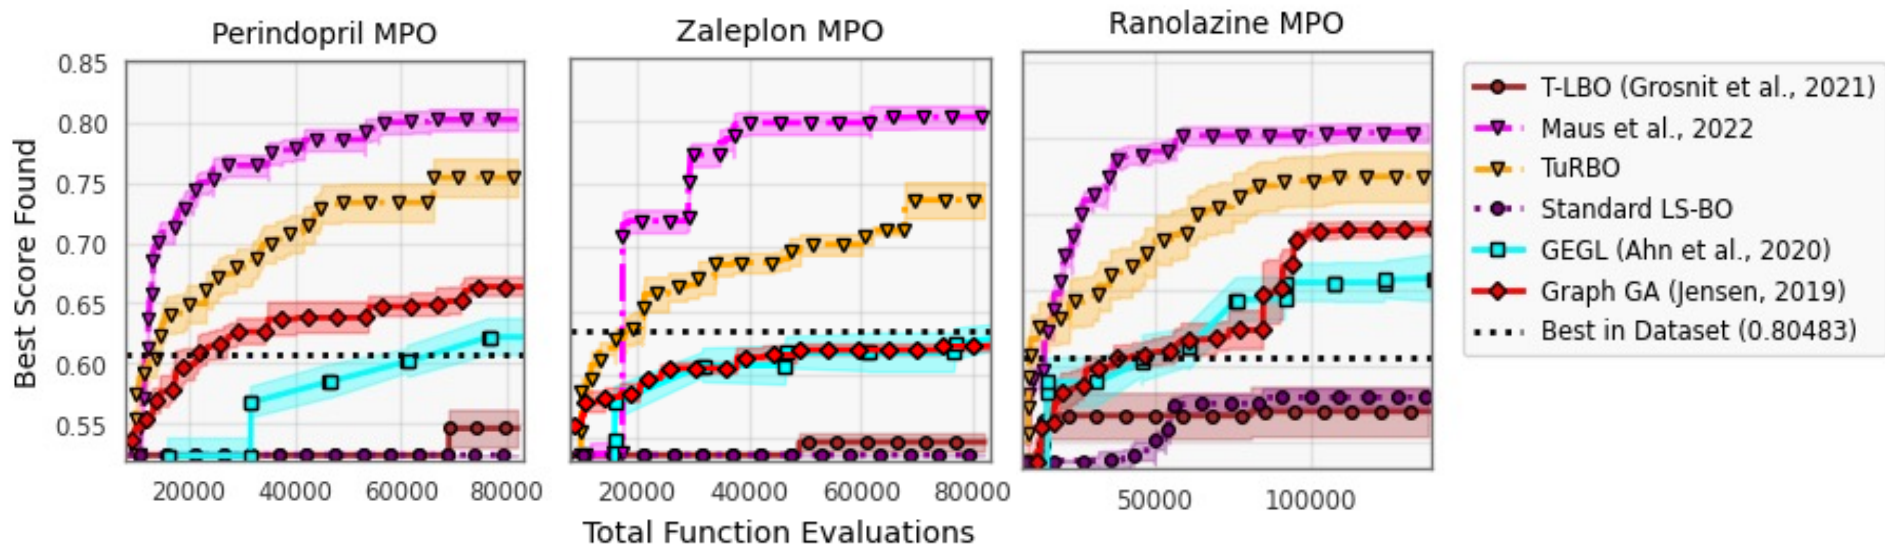 Perindopril MPO
Zaleplon MPO
Ranolazine MPO
Best Score Found
0.85
0.80
0.75
0.70
0.65
0.60
0.55
20000 40000 60000 80000
20000 40000 60000 80000
50000 100000
Total Function Evaluations
T-LBO (Grosnit et al., 2021)
Maus et al., 2022
TuRBO
Standard LS-BO
GEGL (Ahn et al., 2020)
Graph GA (Jensen, 2019)
Best in Dataset (0.80483)